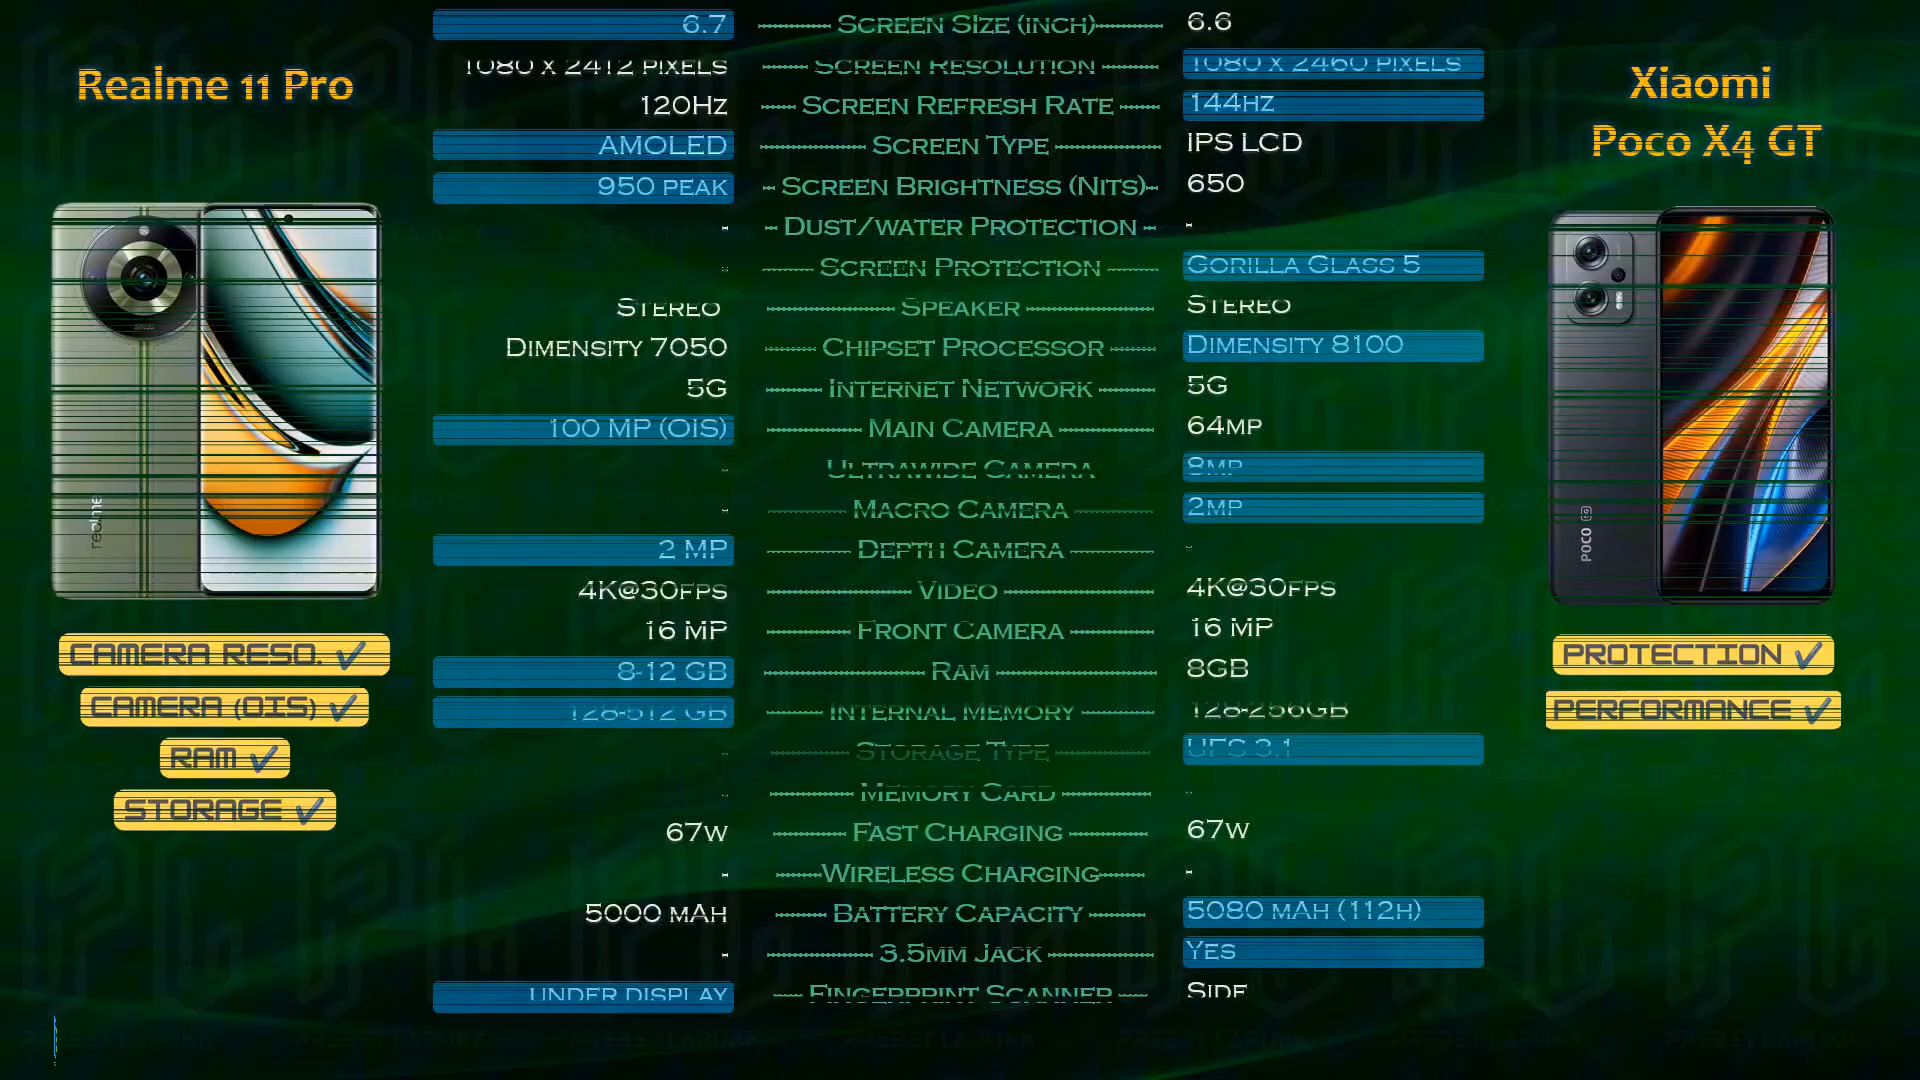 Realme 11 Pro
Xiaomi
Poco X4 GT
6.7 Screen Size (inch) 6.6
1080 x 2412 pixels Screen Resolution 1080 x 2460 pixels
120Hz Screen Refresh Rate 144Hz
AMOLED Screen Type IPS LCD
950 peak Screen Brightness (Nits) 650
- Dust/water Protection -
- Screen Protection Gorilla Glass 5
Stereo Speaker Stereo
Dimensity 7050 Chipset Processor Dimensity 8100
5G Internet Network 5G
100 MP (OIS) Main Camera 64mp
- Ultrawide Camera 8mp
- Macro Camera 2mp
2 MP Depth Camera -
4K@30fps Video 4K@30fps
16 MP Front Camera 16 MP
8-12 GB Ram 8GB
128-512 GB Internal Memory 128-256GB
- Storage Type UFS 3.1
- Memory Card -
67w Fast Charging 67w
- Wireless Charging -
5000 mAh Battery Capacity 5080 mAh (112h)
- 3.5mm Jack Yes
Under display Fingerprint Scanner Side
realme
POCO 5G
CAMERA RESO. ✓
CAMERA (OIS) ✓
RAM ✓
STORAGE ✓
PROTECTION ✓
PERFORMANCE ✓